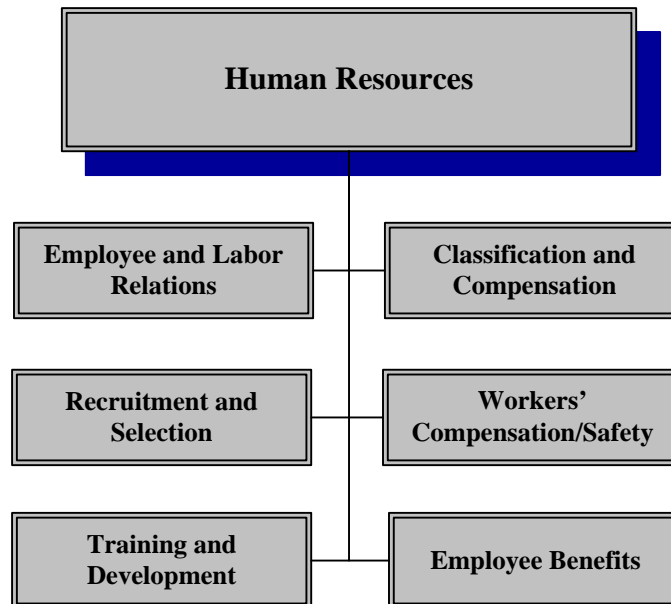 Human Resources
Employee and Labor
Relations
Classification and
Compensation
Recruitment and
Selection
Workers’
Compensation/Safety
Training and
Development
Employee Benefits